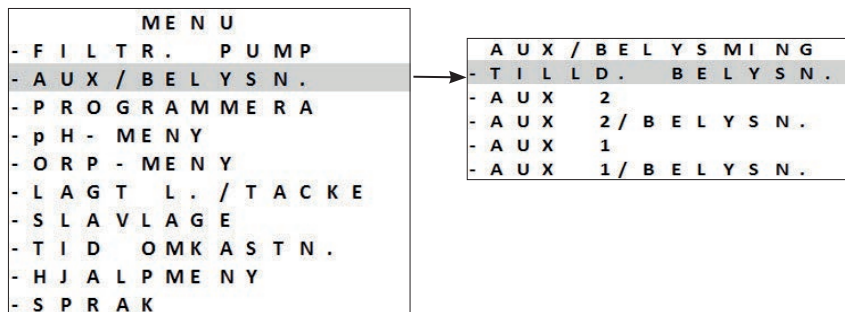 MENU
- FILTR. PUMP
- AUX/BELYSN.
- PROGRAMMERA
- pH- MENY
- ORP-MENY
- LAGT L./TACKE
- SLAVLAGE
- TID OMKASTN.
- HJALPMENY
- SPRAK
AUX/BELYSMING
- TILLD. BELYSN.
- AUX 2
- AUX 2/BELYSN.
- AUX 1
- AUX 1/BELYSN.